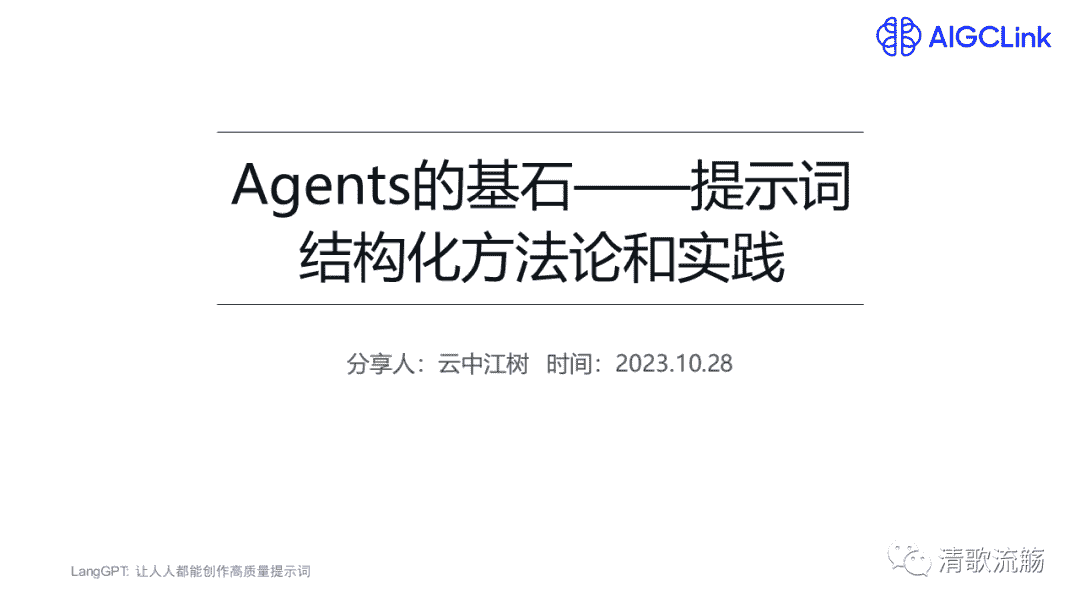 AIGCLink
Agents的基石——提示词
结构化方法论和实践
分享人：云中江树 时间：2023.10.28
LangGPT: 让人人都能创作高质量提示词
清歌流觞